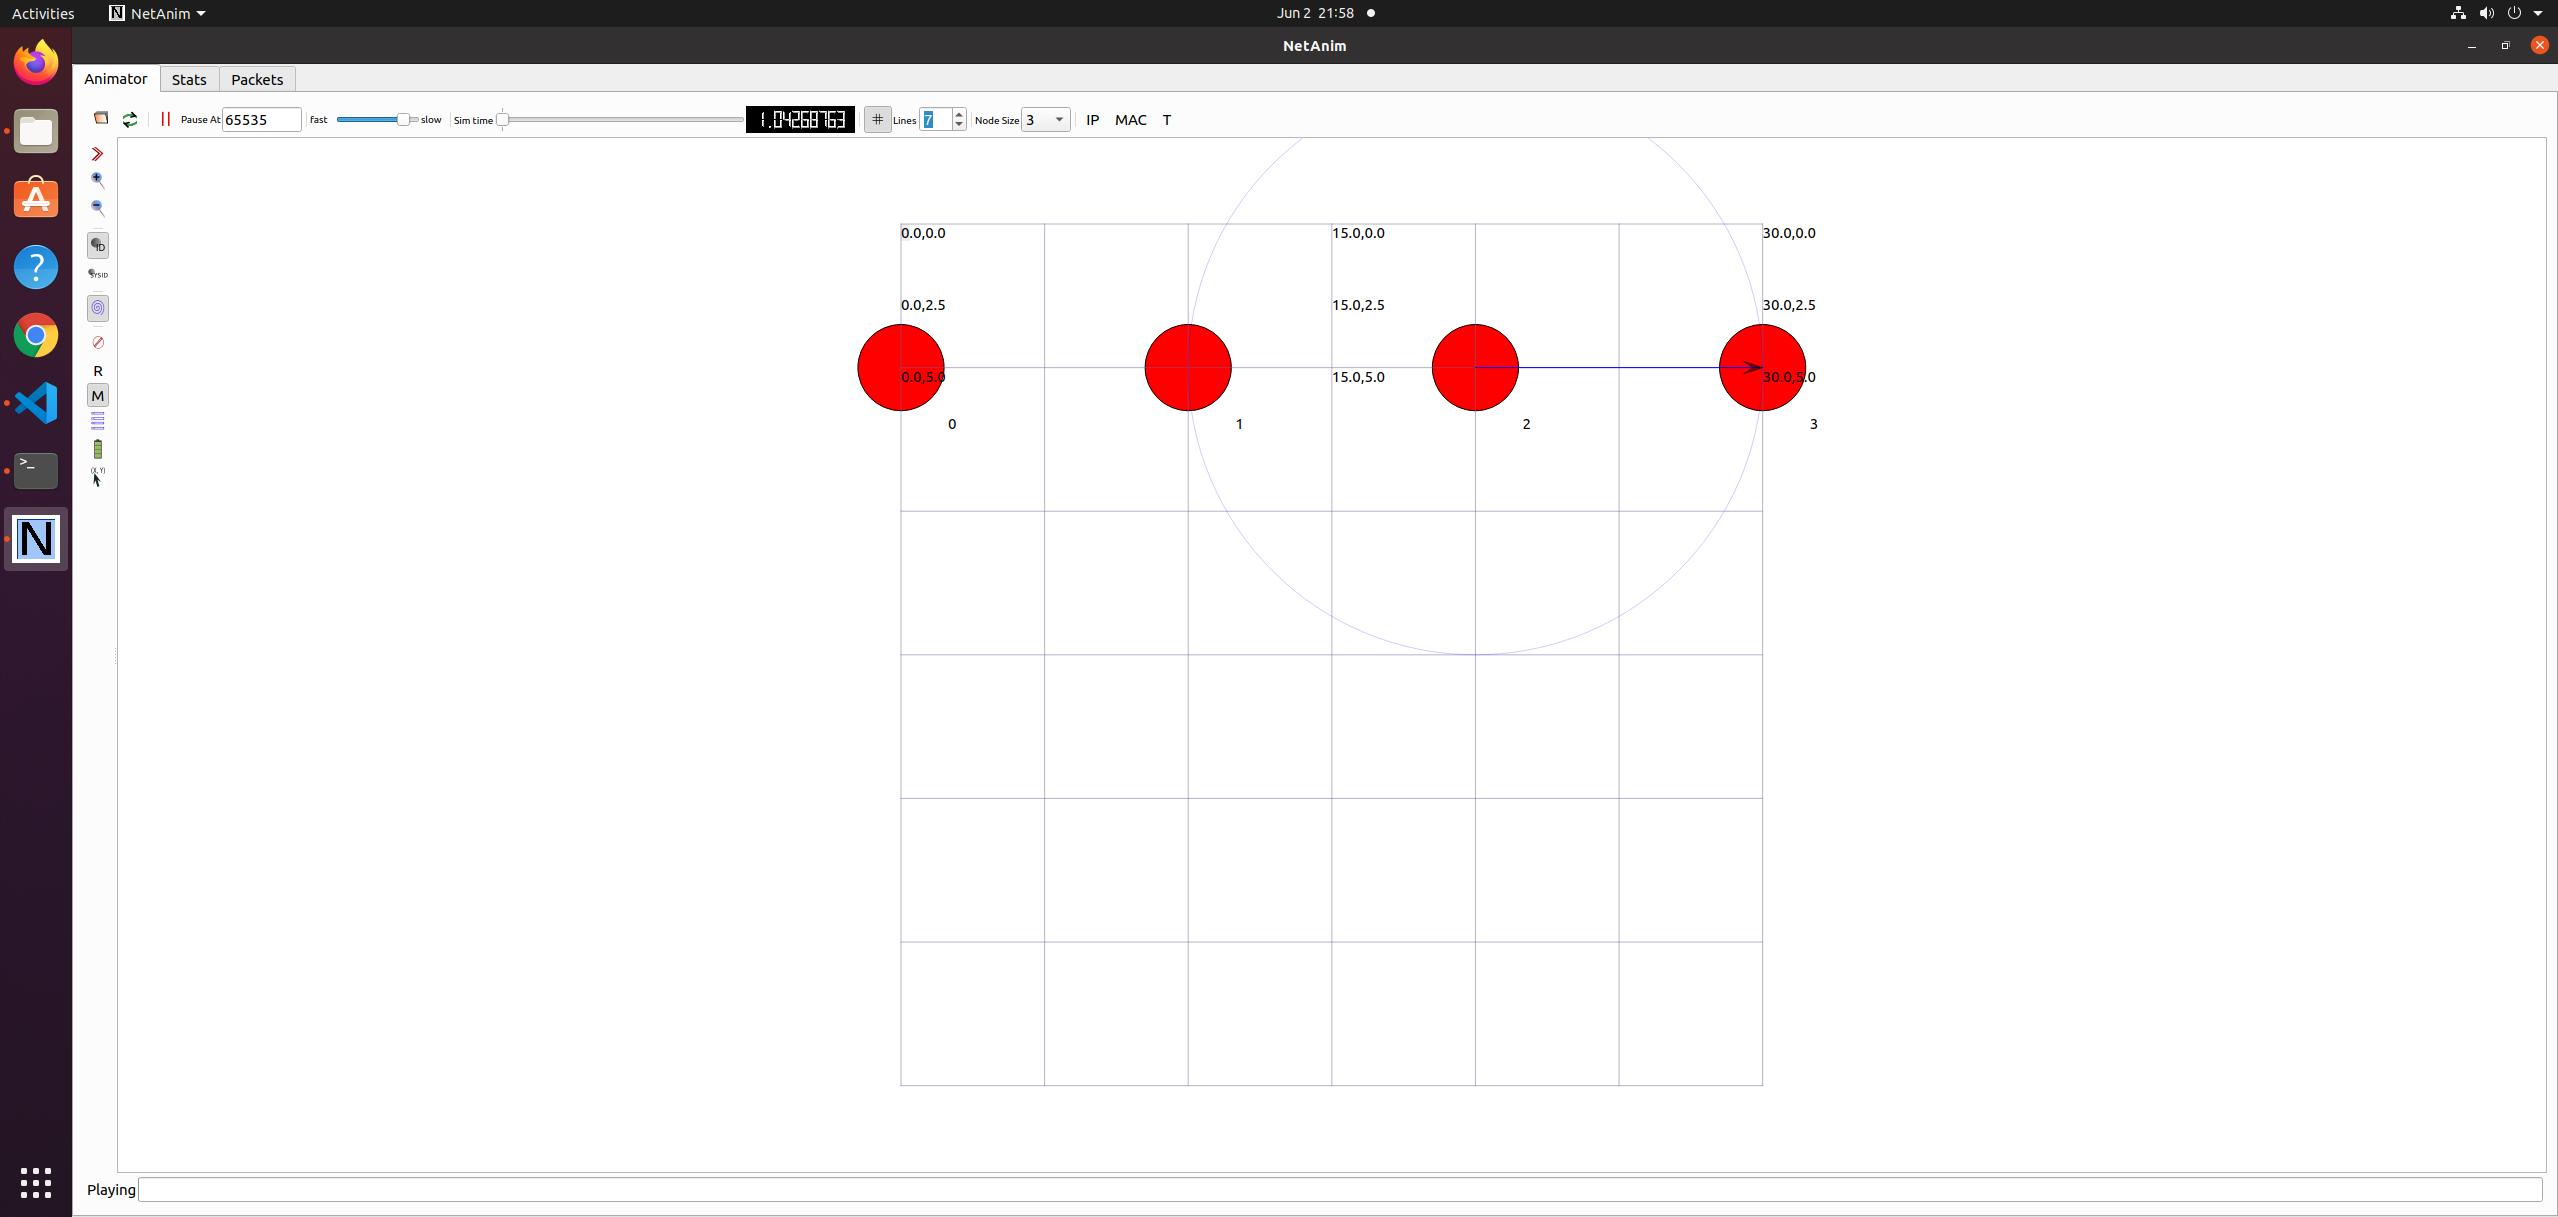 Activities NetAnim Jun 2 21:58
NetAnim
Animator Stats Packets
Pause At 65535 fast slow Sim time 1.04268763 # Lines 7 Node Size 3 IP MAC T
ID
SYSID
R
M
(X, Y)
0.0,0.0 15.0,0.0 30.0,0.0
0.0,2.5 15.0,2.5 30.0,2.5
0.0,5.0 15.0,5.0 30.0,5.0
0 1 2 3
>_
N
Playing